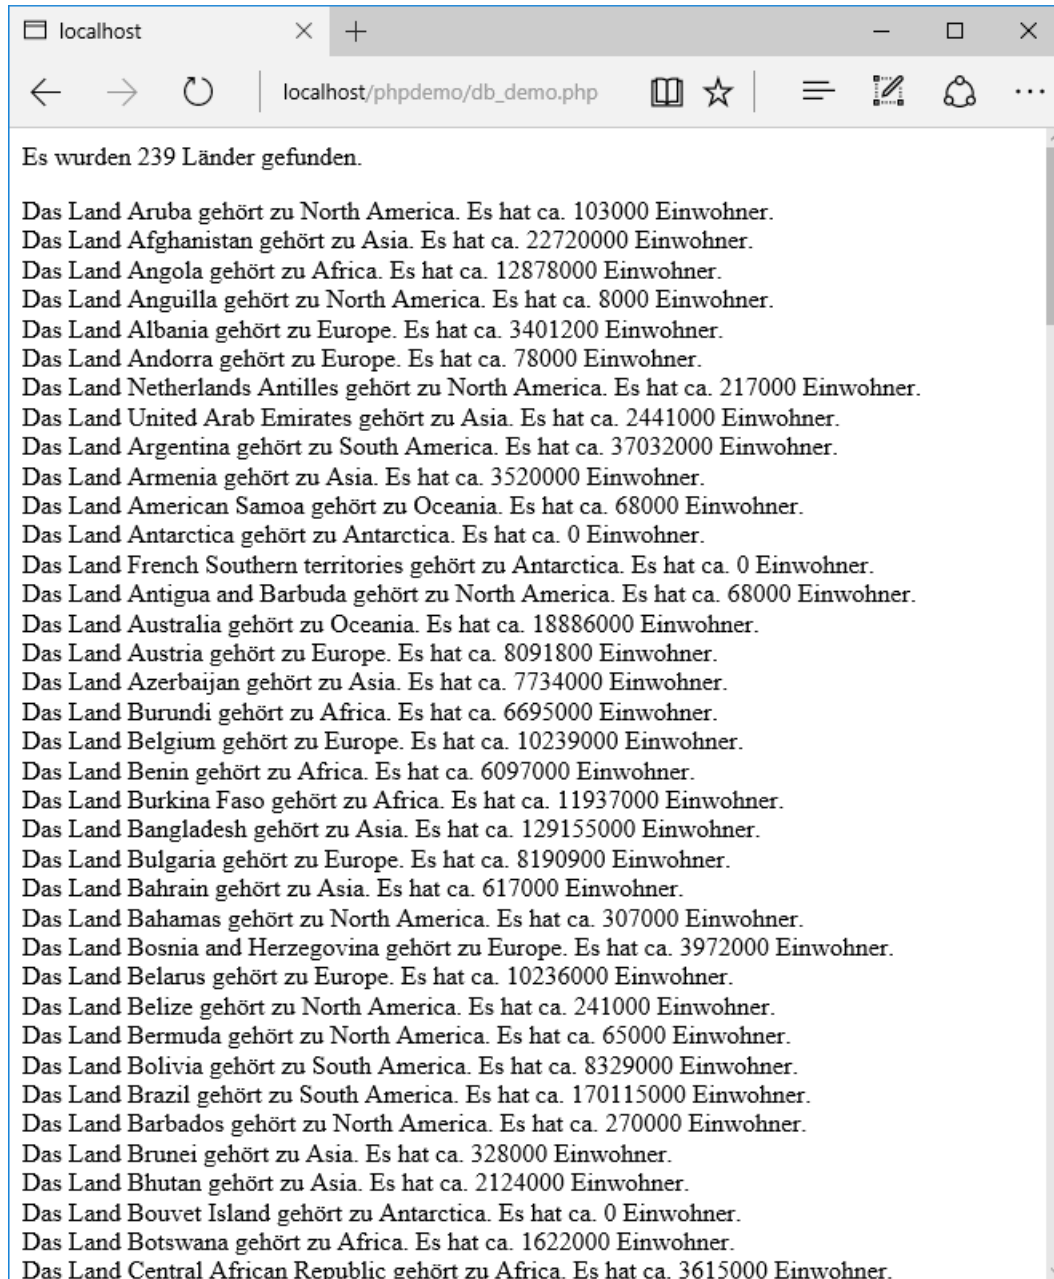 localhost
localhost/phpdemo/db_demo.php
Es wurden 239 Länder gefunden.
Das Land Aruba gehört zu North America. Es hat ca. 103000 Einwohner.
Das Land Afghanistan gehört zu Asia. Es hat ca. 22720000 Einwohner.
Das Land Angola gehört zu Africa. Es hat ca. 12878000 Einwohner.
Das Land Anguilla gehört zu North America. Es hat ca. 8000 Einwohner.
Das Land Albania gehört zu Europe. Es hat ca. 3401200 Einwohner.
Das Land Andorra gehört zu Europe. Es hat ca. 78000 Einwohner.
Das Land Netherlands Antilles gehört zu North America. Es hat ca. 217000 Einwohner.
Das Land United Arab Emirates gehört zu Asia. Es hat ca. 2441000 Einwohner.
Das Land Argentina gehört zu South America. Es hat ca. 37032000 Einwohner.
Das Land Armenia gehört zu Asia. Es hat ca. 3520000 Einwohner.
Das Land American Samoa gehört zu Oceania. Es hat ca. 68000 Einwohner.
Das Land Antarctica gehört zu Antarctica. Es hat ca. 0 Einwohner.
Das Land French Southern territories gehört zu Antarctica. Es hat ca. 0 Einwohner.
Das Land Antigua and Barbuda gehört zu North America. Es hat ca. 68000 Einwohner.
Das Land Australia gehört zu Oceania. Es hat ca. 18886000 Einwohner.
Das Land Austria gehört zu Europe. Es hat ca. 8091800 Einwohner.
Das Land Azerbaijan gehört zu Asia. Es hat ca. 7734000 Einwohner.
Das Land Burundi gehört zu Africa. Es hat ca. 6695000 Einwohner.
Das Land Belgium gehört zu Europe. Es hat ca. 10239000 Einwohner.
Das Land Benin gehört zu Africa. Es hat ca. 6097000 Einwohner.
Das Land Burkina Faso gehört zu Africa. Es hat ca. 11937000 Einwohner.
Das Land Bangladesh gehört zu Asia. Es hat ca. 129155000 Einwohner.
Das Land Bulgaria gehört zu Europe. Es hat ca. 8190900 Einwohner.
Das Land Bahrain gehört zu Asia. Es hat ca. 617000 Einwohner.
Das Land Bahamas gehört zu North America. Es hat ca. 307000 Einwohner.
Das Land Bosnia and Herzegovina gehört zu Europe. Es hat ca. 3972000 Einwohner.
Das Land Belarus gehört zu Europe. Es hat ca. 10236000 Einwohner.
Das Land Belize gehört zu North America. Es hat ca. 241000 Einwohner.
Das Land Bermuda gehört zu North America. Es hat ca. 65000 Einwohner.
Das Land Bolivia gehört zu South America. Es hat ca. 8329000 Einwohner.
Das Land Brazil gehört zu South America. Es hat ca. 170115000 Einwohner.
Das Land Barbados gehört zu North America. Es hat ca. 270000 Einwohner.
Das Land Brunei gehört zu Asia. Es hat ca. 328000 Einwohner.
Das Land Bhutan gehört zu Asia. Es hat ca. 2124000 Einwohner.
Das Land Bouvet Island gehört zu Antarctica. Es hat ca. 0 Einwohner.
Das Land Botswana gehört zu Africa. Es hat ca. 1622000 Einwohner.
Das Land Central African Republic gehört zu Africa. Es hat ca. 3615000 Einwohner.